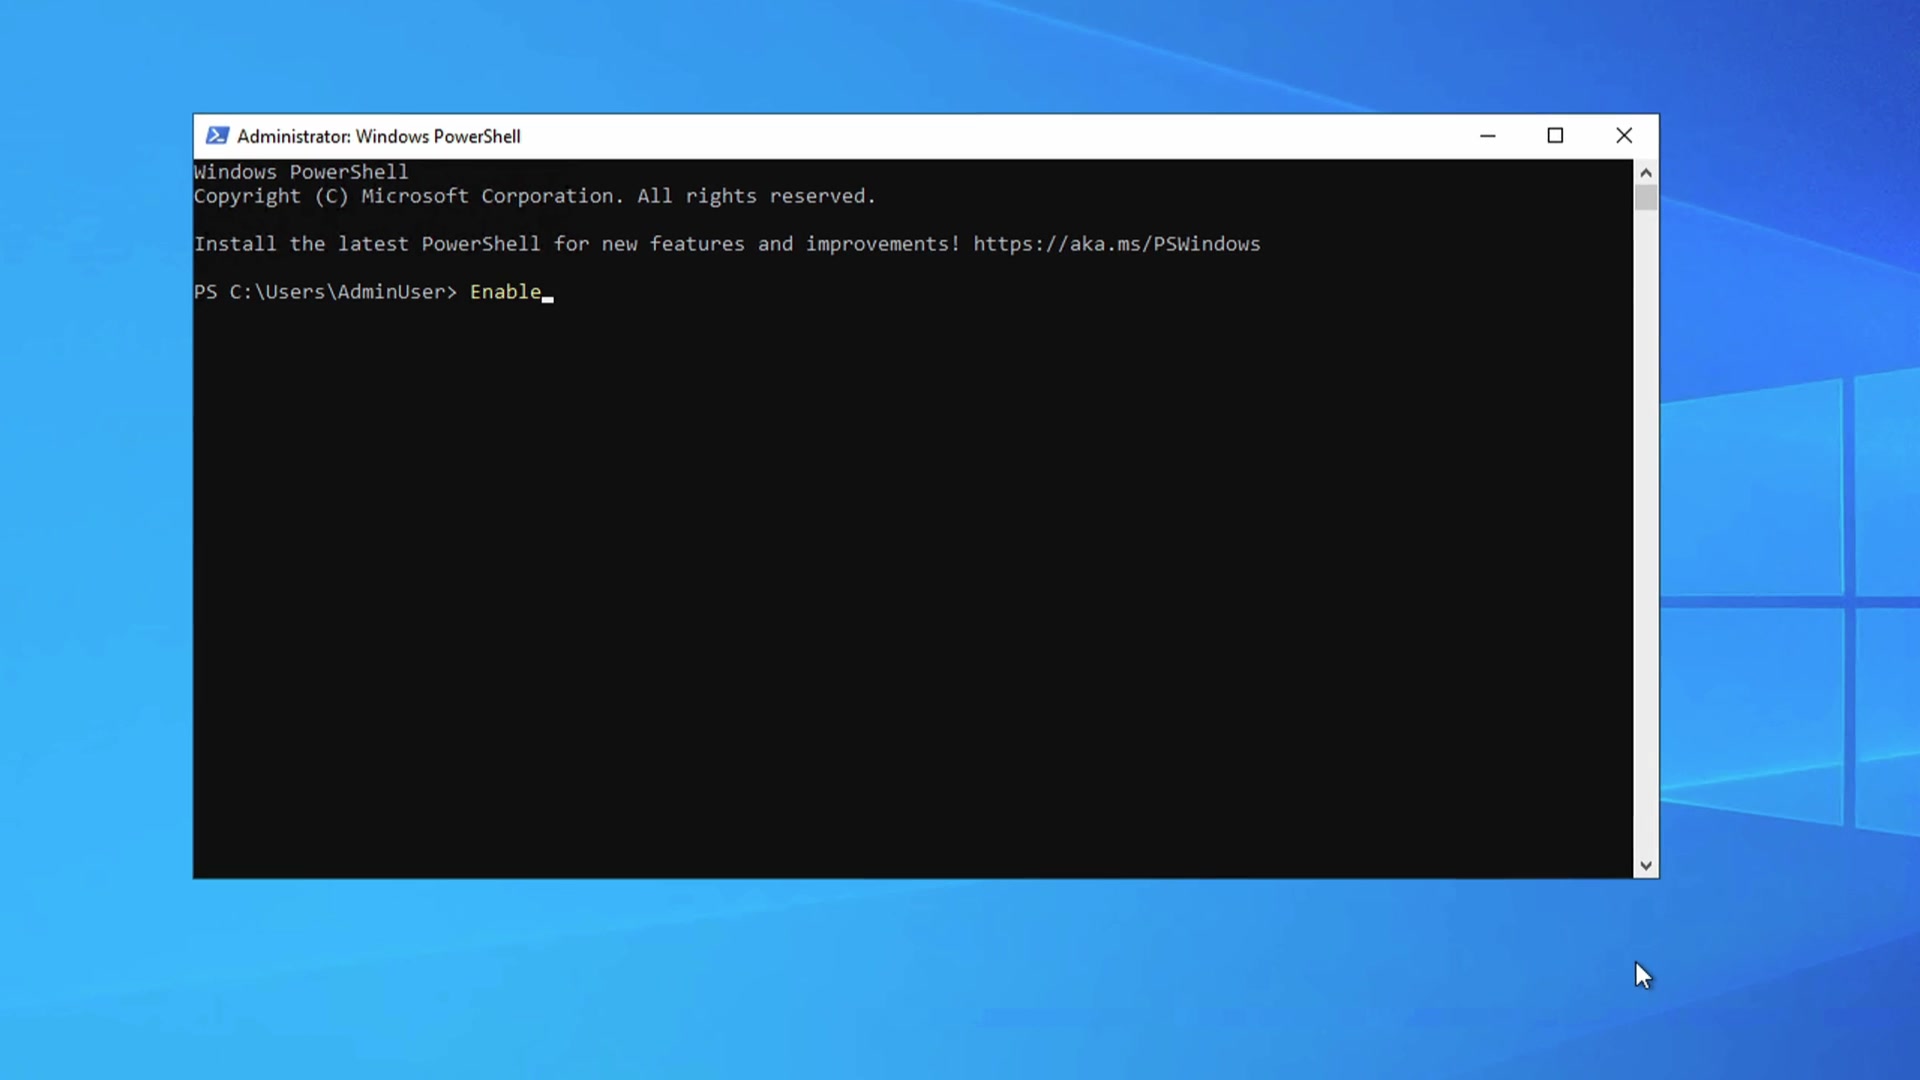 Administrator: Windows PowerShell
Windows PowerShell
Copyright (C) Microsoft Corporation. All rights reserved.
Install the latest PowerShell for new features and improvements! https://aka.ms/PSWindows
PS C:\Users\AdminUser> Enable